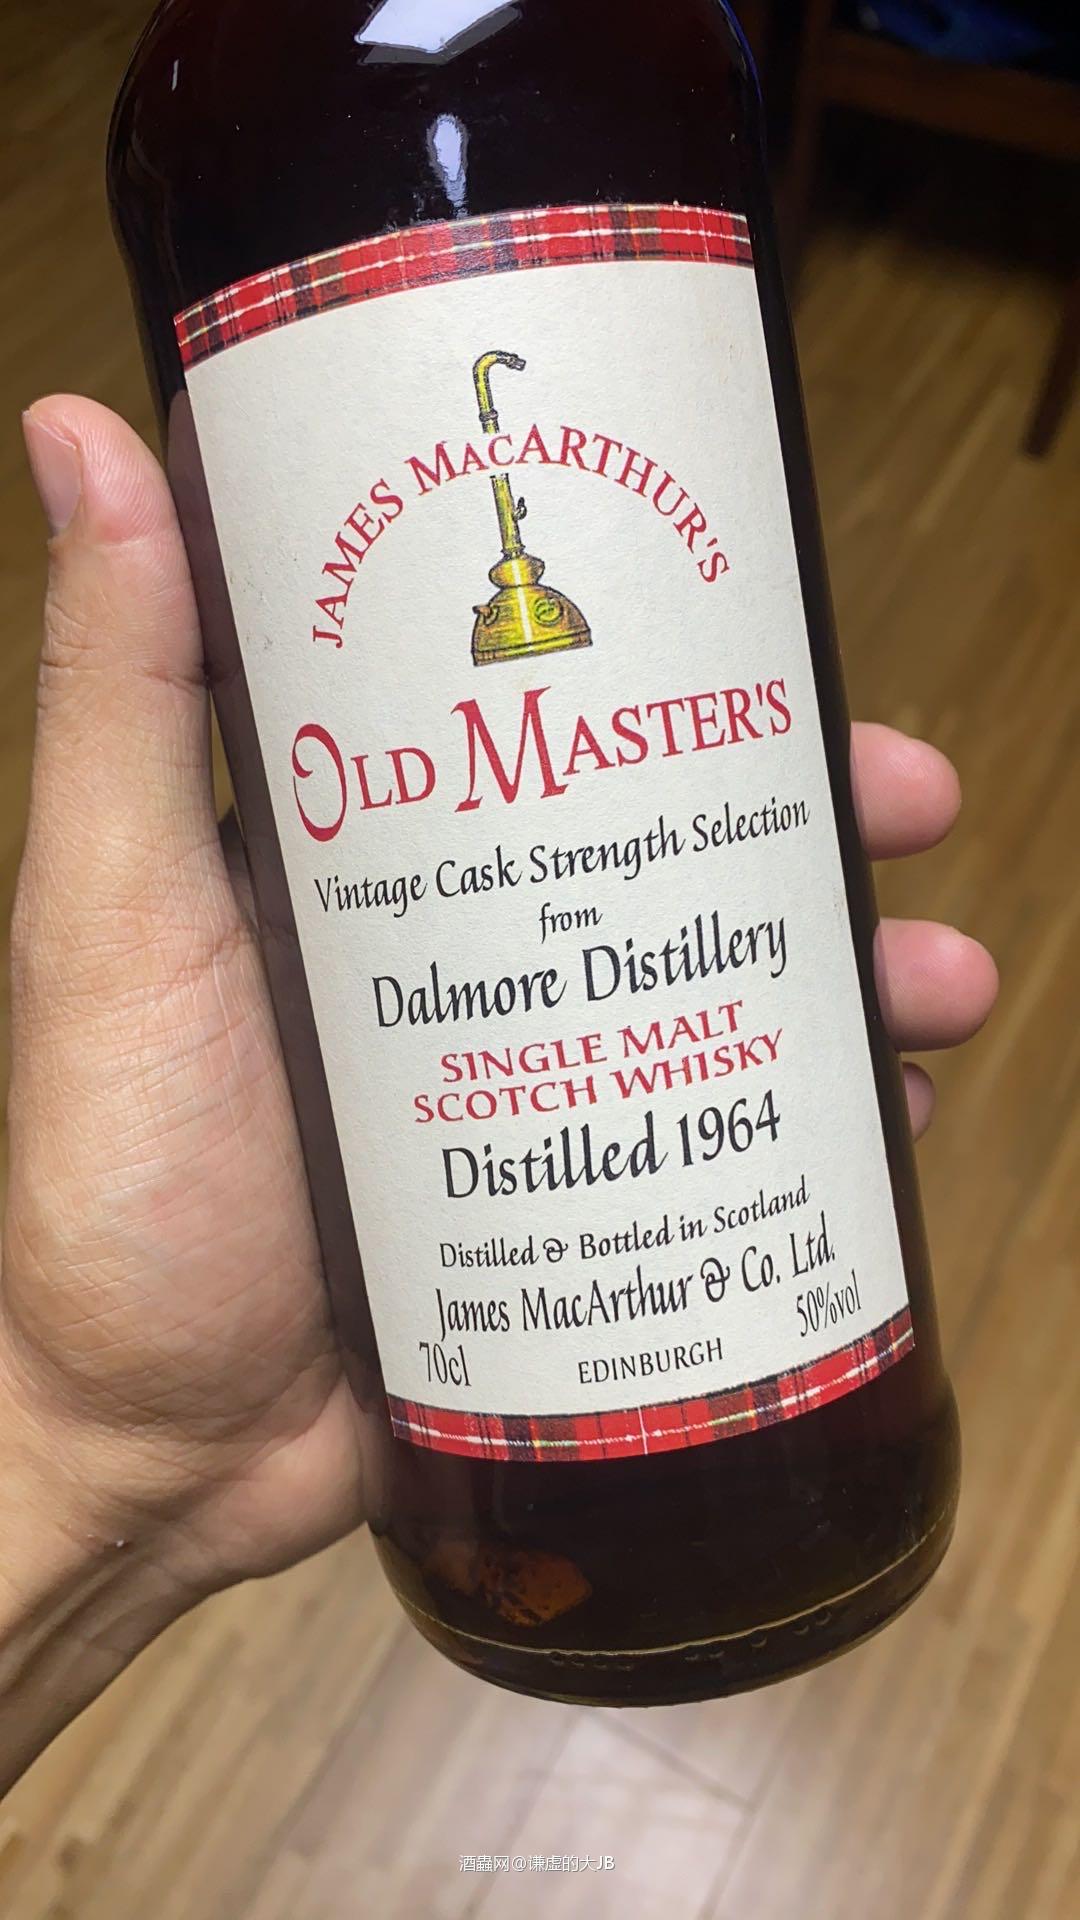 JAMES MACARTHUR'S
OLD MASTER'S
Vintage Cask Strength Selection
from
Dalmore Distillery
SINGLE MALT
SCOTCH WHISKY
Distilled 1964
Distilled & Bottled in Scotland
James MacArthur & Co. Ltd.
70cl EDINBURGH 50%vol
酒蟲网@谦虚的大JB